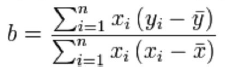 b = \frac{\sum_{i=1}^{n} x_i (y_i - \bar{y})}{\sum_{i=1}^{n} x_i (x_i - \bar{x})}